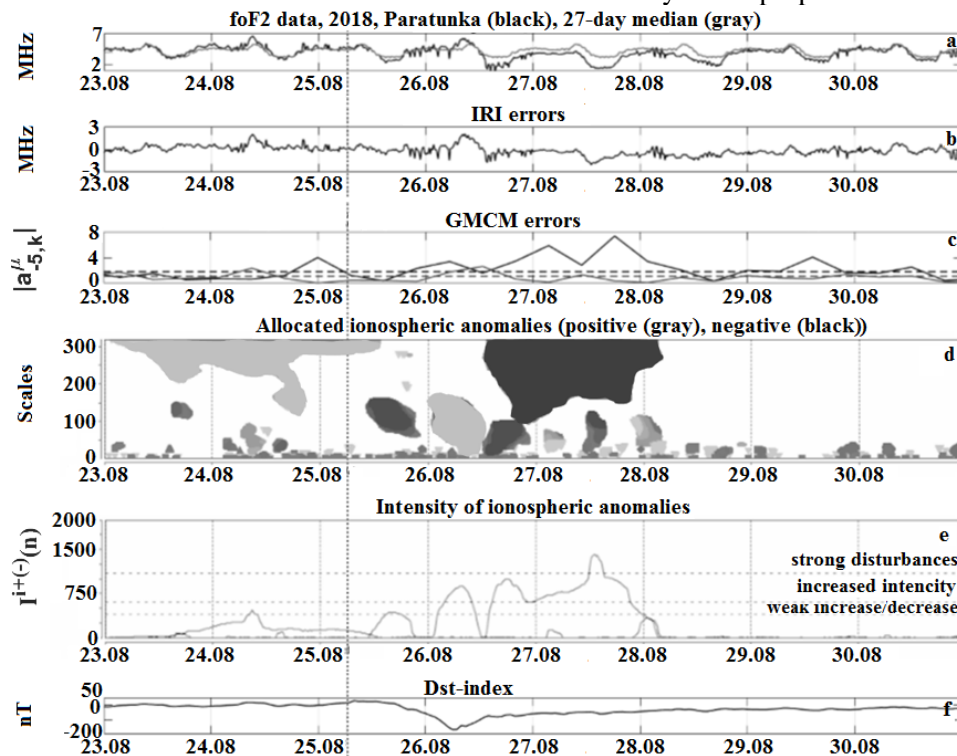 foF2 data, 2018, Paratunka (black), 27-day median (gray)
MHz
7
2
a
23.08 24.08 25.08 26.08 27.08 28.08 29.08 30.08
IRI errors
MHz
3
0
-3
b
23.08 24.08 25.08 26.08 27.08 28.08 29.08 30.08
GMCM errors
|a^μ_-5,k|
8
4
0
c
23.08 24.08 25.08 26.08 27.08 28.08 29.08 30.08
Allocated ionospheric anomalies (positive (gray), negative (black))
Scales
300
200
100
0
d
23.08 24.08 25.08 26.08 27.08 28.08 29.08 30.08
Intensity of ionospheric anomalies
I^i+(-)(n)
2000
1500
750
0
e
strong disturbances
increased intencity
weak increase/decrease
23.08 24.08 25.08 26.08 27.08 28.08 29.08 30.08
Dst-index
nT
50
0
-200
f
23.08 24.08 25.08 26.08 27.08 28.08 29.08 30.08